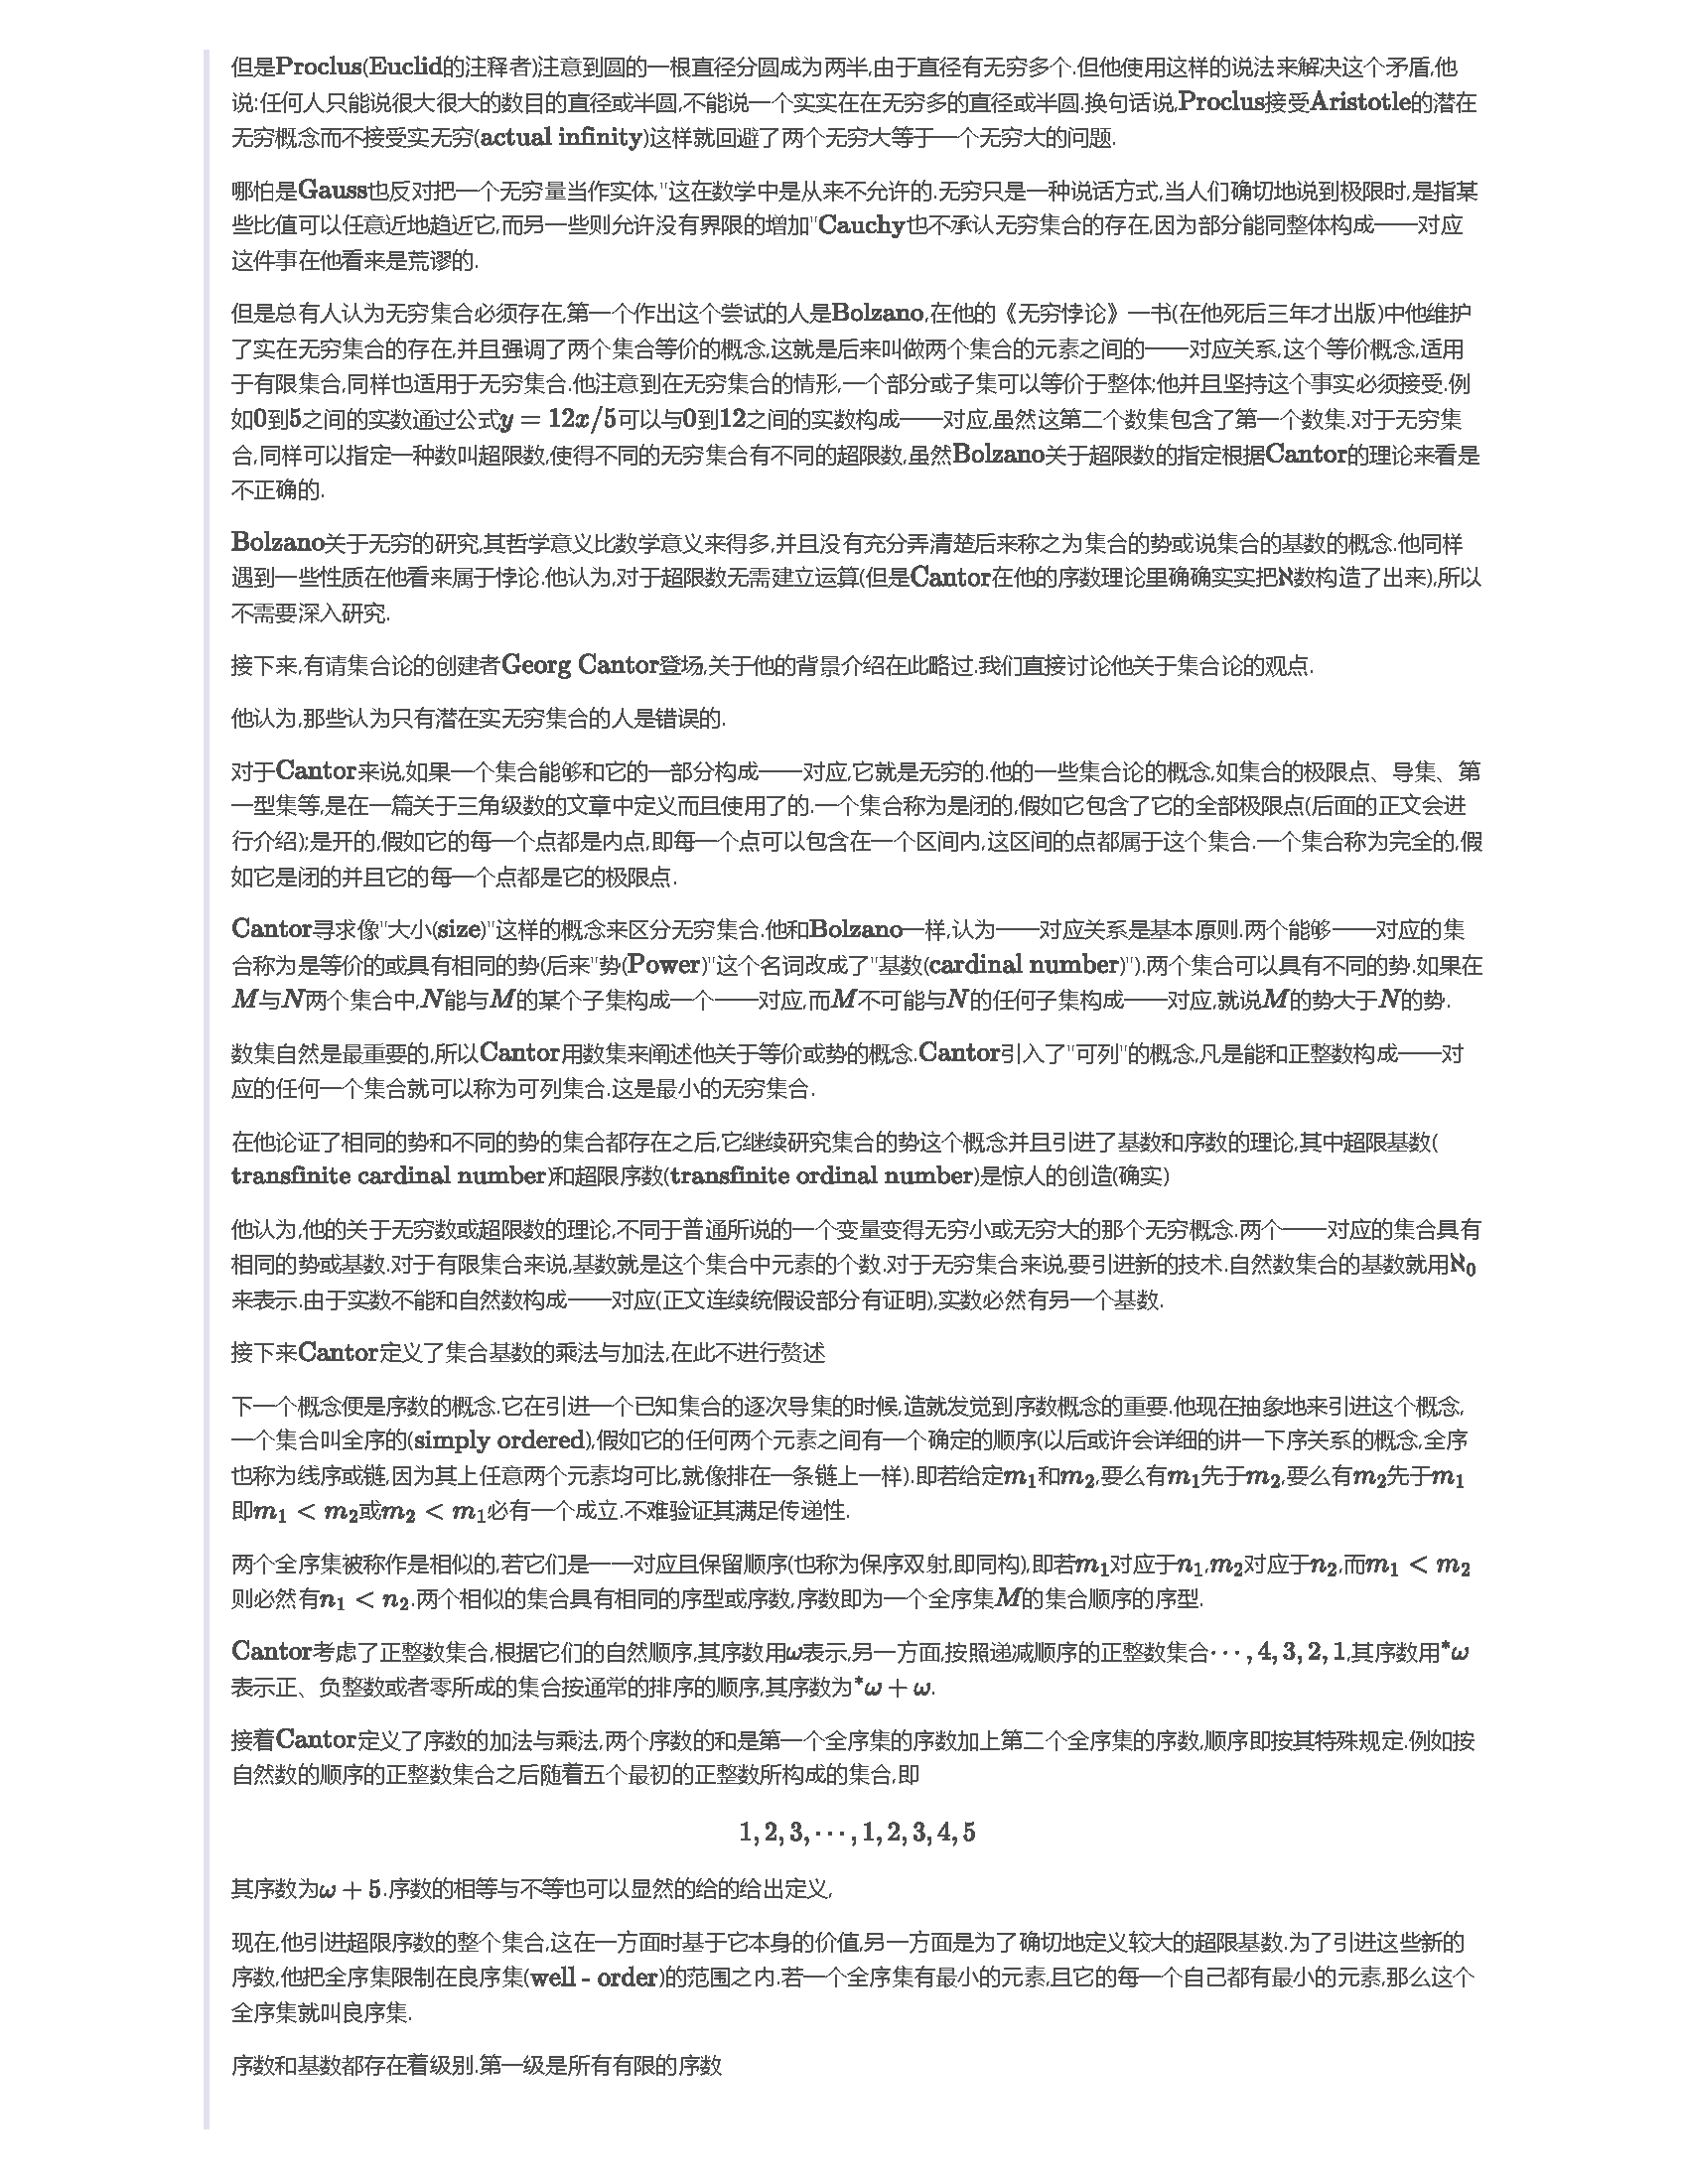 但是Proclus(Euclid的注释者)注意到圆的一根直径分圆成为两半,由于直径有无穷多个.但他使用这样的说法来解决这个矛盾,他
说:任何人只能说很大很大的数目的直径或半圆,不能说一个实实在在无穷多的直径或半圆.换句话说,Proclus接受Aristotle的潜在
无穷概念而不接受实无穷(actual infinity)这样就回避了两个无穷大等于一个无穷大的问题.
哪怕是Gauss也反对把一个无穷量当作实体,"这在数学中是从来不允许的.无穷只是一种说话方式,当人们确切地说到极限时,是指某
些比值可以任意近地趋近它,而另一些则允许没有界限的增加"Cauchy也不承认无穷集合的存在,因为部分能同整体构成一一对应
这件事在他看来是荒谬的.
但是总有人认为无穷集合必须存在,第一个作出这个尝试的人是Bolzano,在他的《无穷悖论》一书(在他死后三年才出版)中他维护
了实在无穷集合的存在,并且强调了两个集合等价的概念,这就是后来叫做两个集合的元素之间的一一对应关系,这个等价概念,适用
于有限集合,同样也适用于无穷集合.他注意到在无穷集合的情形,一个部分或子集可以等价于整体;他并且坚持这个事实必须接受.例
如0到5之间的实数通过公式y = 12x/5可以与0到12之间的实数构成一一对应,虽然这第二个数集包含了第一个数集.对于无穷集
合,同样可以指定一种数叫超限数,使得不同的无穷集合有不同的超限数,虽然Bolzano关于超限数的指定根据Cantor的理论来看是
不正确的.
Bolzano关于无穷的研究,其哲学意义比数学意义来得多,并且没有充分弄清楚后来称之为集合的势或说集合的基数的概念.他同样
遇到一些性质在他看来属于悖论.他认为,对于超限数无需建立运算(但是Cantor在他的序数理论里确确实实把ℵ数构造了出来),所以
不需要深入研究.
接下来,有请集合论的创建者Georg Cantor登场,关于他的背景介绍在此略过.我们直接讨论他关于集合论的观点.
他认为,那些认为只有潜在实无穷集合的人是错误的.
对于Cantor来说,如果一个集合能够和它的一部分构成一一对应,它就是无穷的.他的一些集合论的概念,如集合的极限点、导集、第
一型集等,是在一篇关于三角级数的文章中定义而且使用了的.一个集合称为是闭的,假如它包含了它的全部极限点(后面的正文会进
行介绍);是开的,假如它的每一个点都是内点,即每一个点可以包含在一个区间内,这区间的点都属于这个集合.一个集合称为完全的,假
如它是闭的并且它的每一个点都是它的极限点.
Cantor寻求像"大小(size)"这样的概念来区分无穷集合.他和Bolzano一样,认为一一对应关系是基本原则.两个能够一一对应的集
合称为是等价的或具有相同的势(后来"势(Power)"这个名词改成了"基数(cardinal number)").两个集合可以具有不同的势.如果在
M与N两个集合中,N能与M的某个子集构成一个一一对应,而M不可能与N的任何子集构成一一对应,就说M的势大于N的势.
数集自然是最重要的,所以Cantor用数集来阐述他关于等价或势的概念.Cantor引入了"可列"的概念,凡是能和正整数构成一一对
应的任何一个集合就可以称为可列集合.这是最小的无穷集合.
在他论证了相同的势和不同的势的集合都存在之后,它继续研究集合的势这个概念并且引进了基数和序数的理论,其中超限基数(
transfinite cardinal number)和超限序数(transfinite ordinal number)是惊人的创造(确实)
他认为,他的关于无穷数或超限数的理论,不同于普通所说的一个变量变得无穷小或无穷大的那个无穷概念.两个一一对应的集合具有
相同的势或基数.对于有限集合来说,基数就是这个集合中元素的个数.对于无穷集合来说,要引进新的技术.自然数集合的基数就用ℵ₀
来表示.由于实数不能和自然数构成一一对应(正文连续统假设部分有证明),实数必然有另一个基数.
接下来Cantor定义了集合基数的乘法与加法,在此不进行赘述
下一个概念便是序数的概念.它在引进一个已知集合的逐次导集的时候,造就发觉到序数概念的重要.他现在抽象地来引进这个概念,
一个集合叫全序的(simply ordered),假如它的任何两个元素之间有一个确定的顺序(以后或许会详细的讲一下序关系的概念,全序
也称为线序或链,因为其上任意两个元素均可比,就像排在一条链上一样).即若给定m₁和m₂,要么有m₁先于m₂,要么有m₂先于m₁
即m₁ < m₂或m₂ < m₁必有一个成立.不难验证其满足传递性.
两个全序集被称作是相似的,若它们是一一对应且保留顺序(也称为保序双射,即同构),即若m₁对应于n₁,m₂对应于n₂,而m₁ < m₂
则必然有n₁ < n₂.两个相似的集合具有相同的序型或序数,序数即为一个全序集M的集合顺序的序型.
Cantor考虑了正整数集合,根据它们的自然顺序,其序数用ω表示,另一方面,按照递减顺序的正整数集合⋯, 4, 3, 2, 1,其序数用*ω
表示正、负整数或者零所成的集合按通常的排序的顺序,其序数为*ω + ω.
接着Cantor定义了序数的加法与乘法,两个序数的和是第一个全序集的序数加上第二个全序集的序数,顺序即按其特殊规定.例如按
自然数的顺序的正整数集合之后随着五个最初的正整数所构成的集合,即
1, 2, 3, ⋯, 1, 2, 3, 4, 5
其序数为ω + 5.序数的相等与不等也可以显然的给的给出定义,
现在,他引进超限序数的整个集合,这在一方面时基于它本身的价值,另一方面是为了确切地定义较大的超限基数.为了引进这些新的
序数,他把全序集限制在良序集(well - order)的范围之内.若一个全序集有最小的元素,且它的每一个自己都有最小的元素,那么这个
全序集就叫良序集.
序数和基数都存在着级别.第一级是所有有限的序数